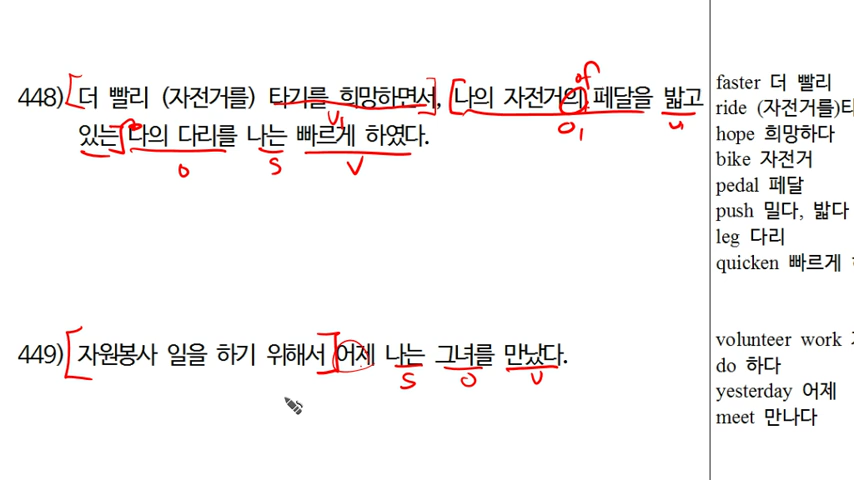 448) 더 빨리 (자전거를) 타기를 희망하면서, 나의 자전거의 페달을 밟고
있는 나의 다리를 나는 빠르게 하였다.
of
V1
O1
u
O
S
V
449) 자원봉사 일을 하기 위해서 어제 나는 그녀를 만났다.
S
O
V
faster 더 빨리
ride (자전거를)타
hope 희망하다
bike 자전거
pedal 페달
push 밀다, 밟다
leg 다리
quicken 빠르게
volunteer work
do 하다
yesterday 어제
meet 만나다